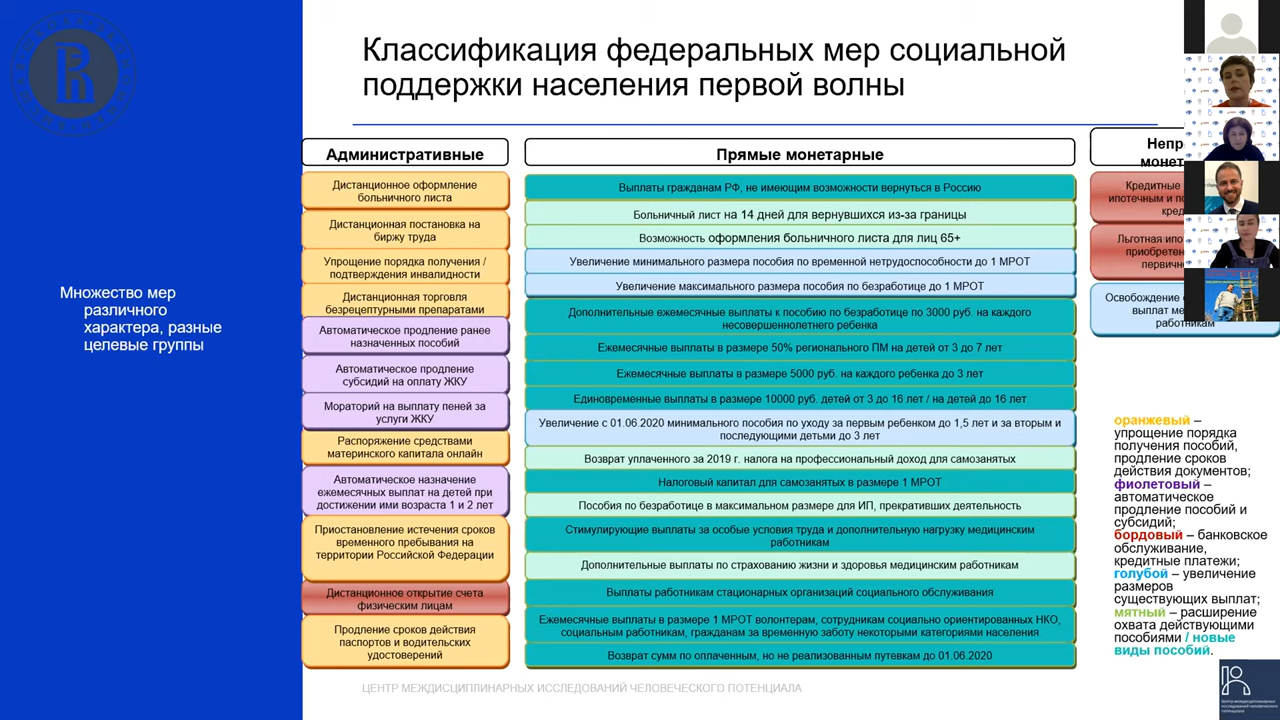 Классификация федеральных мер социальной
поддержки населения первой волны
Множество мер
различного
характера, разные
целевые группы
Административные
Дистанционное оформление
больничного листа
Дистанционная постановка на
биржу труда
Упрощение порядка получения /
подтверждения инвалидности
Дистанционная торговля
безрецептурными препаратами
Автоматическое продление ранее
назначенных пособий
Автоматическое продление
субсидий на оплату ЖКУ
Мораторий на выплату пеней за
услуги ЖКУ
Распоряжение средствами
материнского капитала онлайн
Автоматическое назначение
ежемесячных выплат на детей при
достижении ими возраста 1 и 2 лет
Приостановление истечения сроков
временного пребывания на
территории Российской Федерации
Дистанционное открытие счета
физическим лицам
Продление сроков действия
паспортов и водительских
удостоверений
Прямые монетарные
Выплаты гражданам РФ, не имеющим возможности вернуться в Россию
Больничный лист на 14 дней для вернувшихся из-за границы
Возможность оформления больничного листа для лиц 65+
Увеличение минимального размера пособия по временной нетрудоспособности до 1 МРОТ
Увеличение максимального размера пособия по безработице до 1 МРОТ
Дополнительные ежемесячные выплаты к пособию по безработице по 3000 руб. на каждого
несовершеннолетнего ребенка
Ежемесячные выплаты в размере 50% регионального ПМ на детей от 3 до 7 лет
Ежемесячные выплаты в размере 5000 руб. на каждого ребенка до 3 лет
Единовременные выплаты в размере 10000 руб. детей от 3 до 16 лет / на детей до 16 лет
Увеличение с 01.06.2020 минимального пособия по уходу за первым ребенком до 1,5 лет и за вторым и
последующими детьми до 3 лет
Возврат уплаченного за 2019 г. налога на профессиональный доход для самозанятых
Налоговый капитал для самозанятых в размере 1 МРОТ
Пособия по безработице в максимальном размере для ИП, прекративших деятельность
Стимулирующие выплаты за особые условия труда и дополнительную нагрузку медицинским
работникам
Дополнительные выплаты по страхованию жизни и здоровья медицинским работникам
Выплаты работникам стационарных организаций социального обслуживания
Ежемесячные выплаты в размере 1 МРОТ волонтерам, сотрудникам социально ориентированных НКО,
социальным работникам, гражданам за временную заботу некоторыми категориями населения
Возврат сумм по оплаченным, но не реализованным путевкам до 01.06.2020
Непр
монет
Кредитные
ипотечным и по
кред
Льготная ипо
приобретен
первичн
Освобождение
выплат ме
работникам
оранжевый –
упрощение порядка
получения пособий,
продление сроков
действия документов;
фиолетовый –
автоматическое
продление пособий и
субсидий;
бордовый – банковское
обслуживание,
кредитные платежи;
голубой – увеличение
размеров
существующих выплат;
мятный – расширение
охвата действующими
пособиями / новые
виды пособий.
ЦЕНТР МЕЖДИСЦИПЛИНАРНЫХ ИССЛЕДОВАНИЙ ЧЕЛОВЕЧЕСКОГО ПОТЕНЦИАЛА